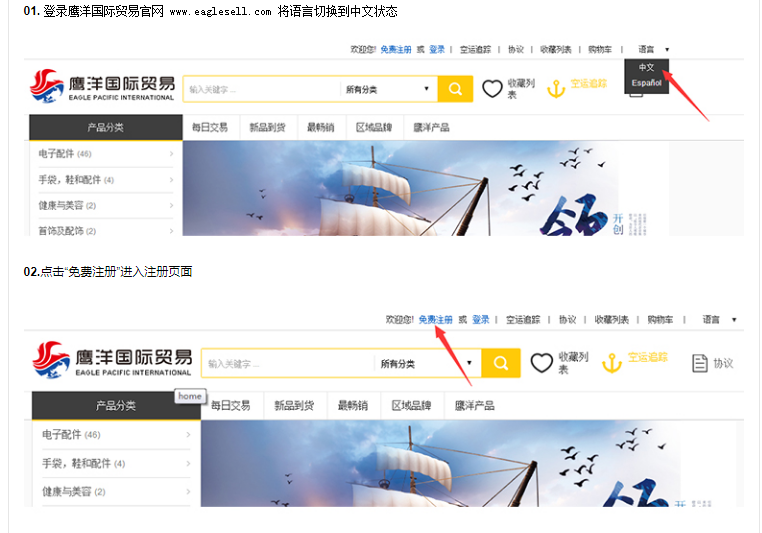 01. 登录鹰洋国际贸易官网 www.eaglesell.com 将语言切换到中文状态
欢迎您! 免费注册 或 登录 | 空运追踪 | 协议 | 收藏列表 | 购物车 | 语言 ▼
中文
Español
鹰洋国际贸易
EAGLE PACIFIC INTERNATIONAL
输入关键字 ...
所有分类 ▼
收藏列表
空运追踪
产品分类 每日交易 新品到货 最畅销 区域品牌 鹰洋产品
电子配件 (46)
手袋，鞋和配件 (4)
健康与美容 (2)
首饰及配饰 (2)
领
开创
02.点击“免费注册”进入注册页面
欢迎您! 免费注册 或 登录 | 空运追踪 | 协议 | 收藏列表 | 购物车 | 语言 ▼
鹰洋国际贸易
EAGLE PACIFIC INTERNATIONAL
输入关键字 ...
所有分类 ▼
收藏列表
空运追踪
协议
home
产品分类 每日交易 新品到货 最畅销 区域品牌 鹰洋产品
电子配件 (46)
手袋，鞋和配件 (4)
健康与美容 (2)
开